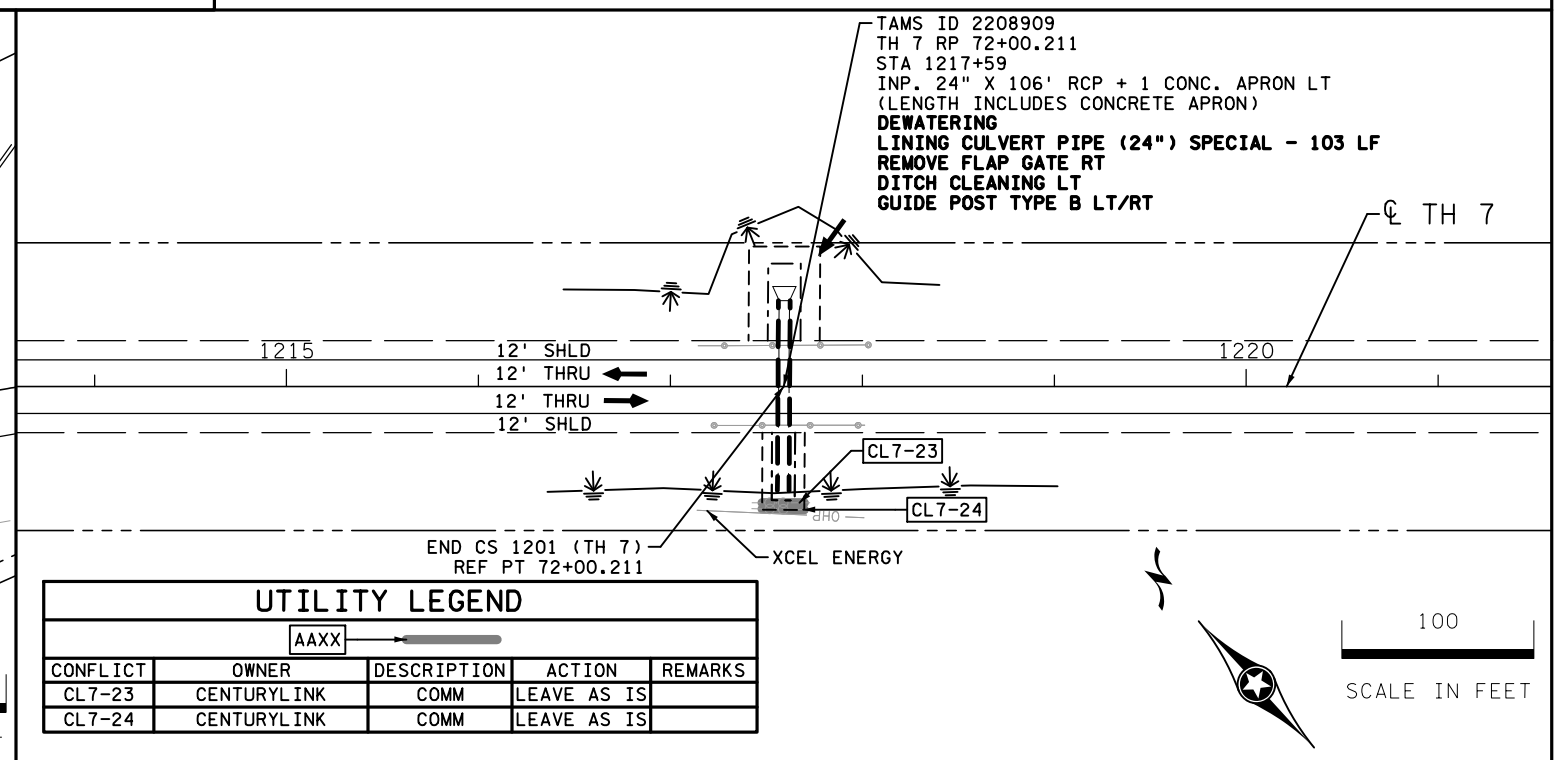 TAMS ID 2208909
TH 7 RP 72+00.211
STA 1217+59
INP. 24" X 106' RCP + 1 CONC. APRON LT
(LENGTH INCLUDES CONCRETE APRON)
DEWATERING
LINING CULVERT PIPE (24") SPECIAL - 103 LF
REMOVE FLAP GATE RT
DITCH CLEANING LT
GUIDE POST TYPE B LT/RT
℄ TH 7
1215
12' SHLD
1220
12' THRU
12' THRU
12' SHLD
CL7-23
CL7-24
OHP
END CS 1201 (TH 7)
REF PT 72+00.211
XCEL ENERGY
UTILITY LEGEND
AAXX
CONFLICT OWNER DESCRIPTION ACTION REMARKS
CL7-23 CENTURYLINK COMM LEAVE AS IS
CL7-24 CENTURYLINK COMM LEAVE AS IS
N
100
SCALE IN FEET